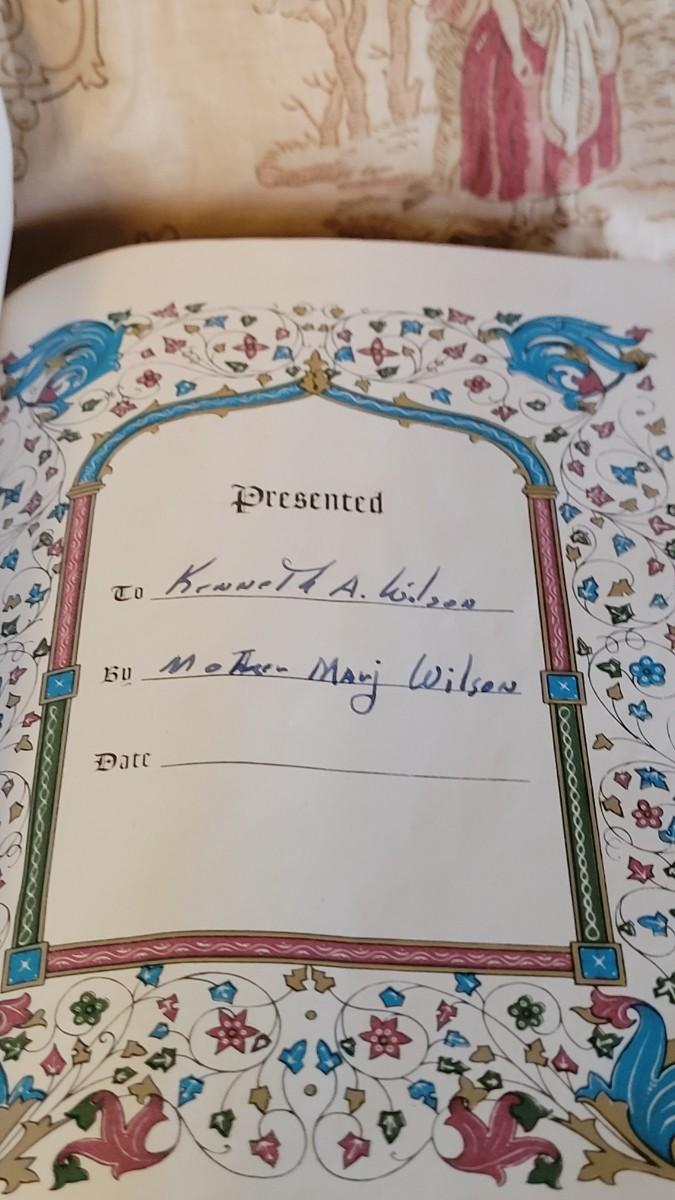 Presented
To Kenneth A. Wilson
By Mother Marj Wilson
Date